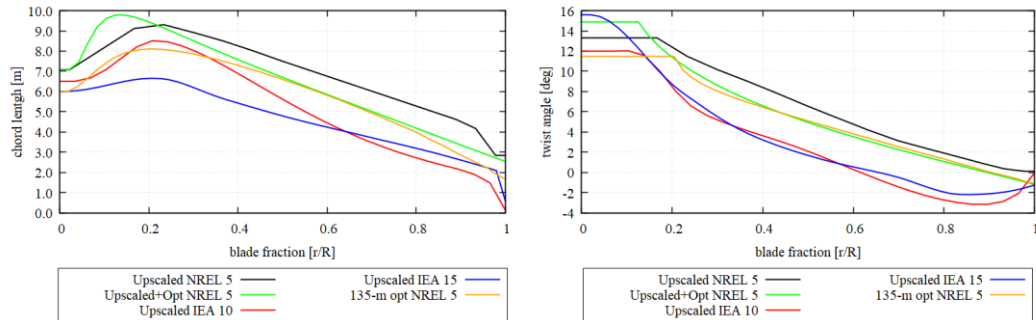 10.0
9.0
8.0
7.0
6.0
5.0
4.0
3.0
2.0
1.0
0.0
chord lentgh [m]
0 0.2 0.4 0.6 0.8 1
blade fraction [r/R]
Upscaled NREL 5
Upscaled+Opt NREL 5
Upscaled IEA 10
Upscaled IEA 15
135-m opt NREL 5
16
14
12
10
8
6
4
2
0
-2
-4
twist angle [deg]
0 0.2 0.4 0.6 0.8 1
blade fraction [r/R]
Upscaled NREL 5
Upscaled+Opt NREL 5
Upscaled IEA 10
Upscaled IEA 15
135-m opt NREL 5